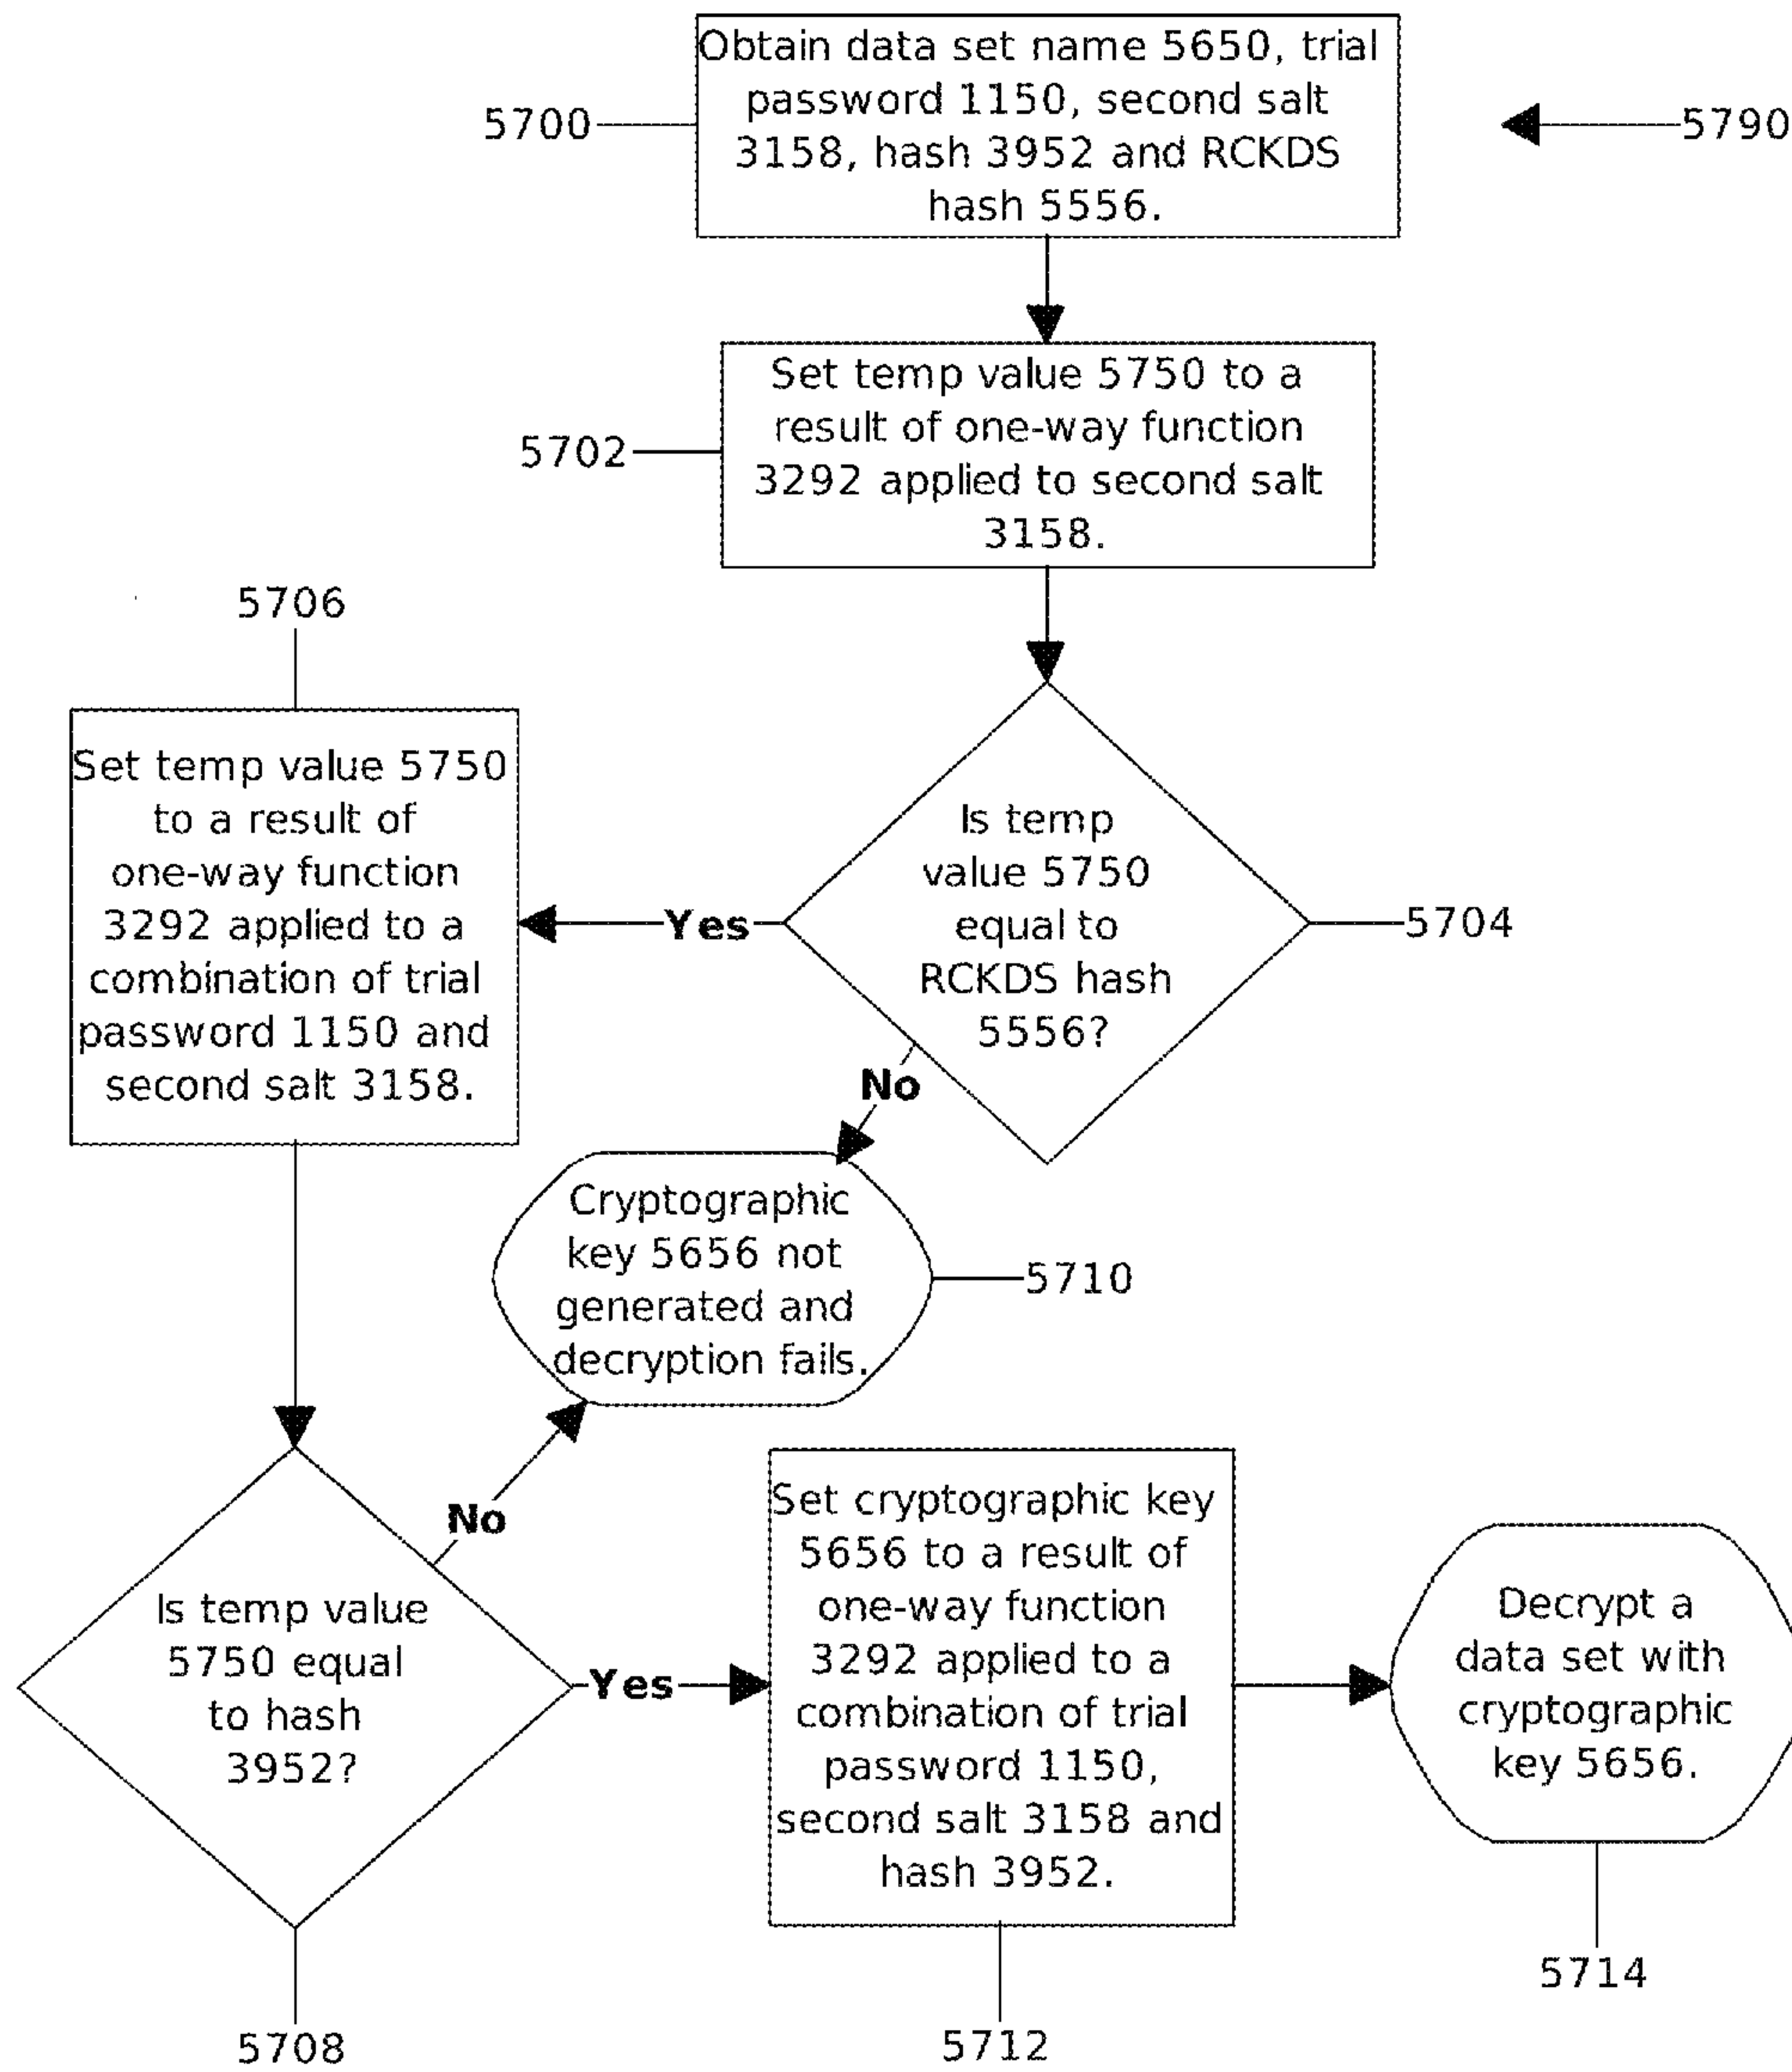 Obtain data set name 5650, trial
password 1150, second salt
3158, hash 3952 and RCKDS
hash 5556.
5700
5790
Set temp value 5750 to a
result of one-way function
3292 applied to second salt
3158.
5702
5706
Set temp value 5750
to a result of
one-way function
3292 applied to a
combination of trial
password 1150 and
second salt 3158.
Yes
Is temp
value 5750
equal to
RCKDS hash
5556?
5704
No
Cryptographic
key 5656 not
generated and
decryption fails.
5710
No
Is temp value
5750 equal
to hash
3952?
Yes
Set cryptographic key
5656 to a result of
one-way function
3292 applied to a
combination of trial
password 1150,
second salt 3158 and
hash 3952.
Decrypt a
data set with
cryptographic
key 5656.
5714
5708
5712